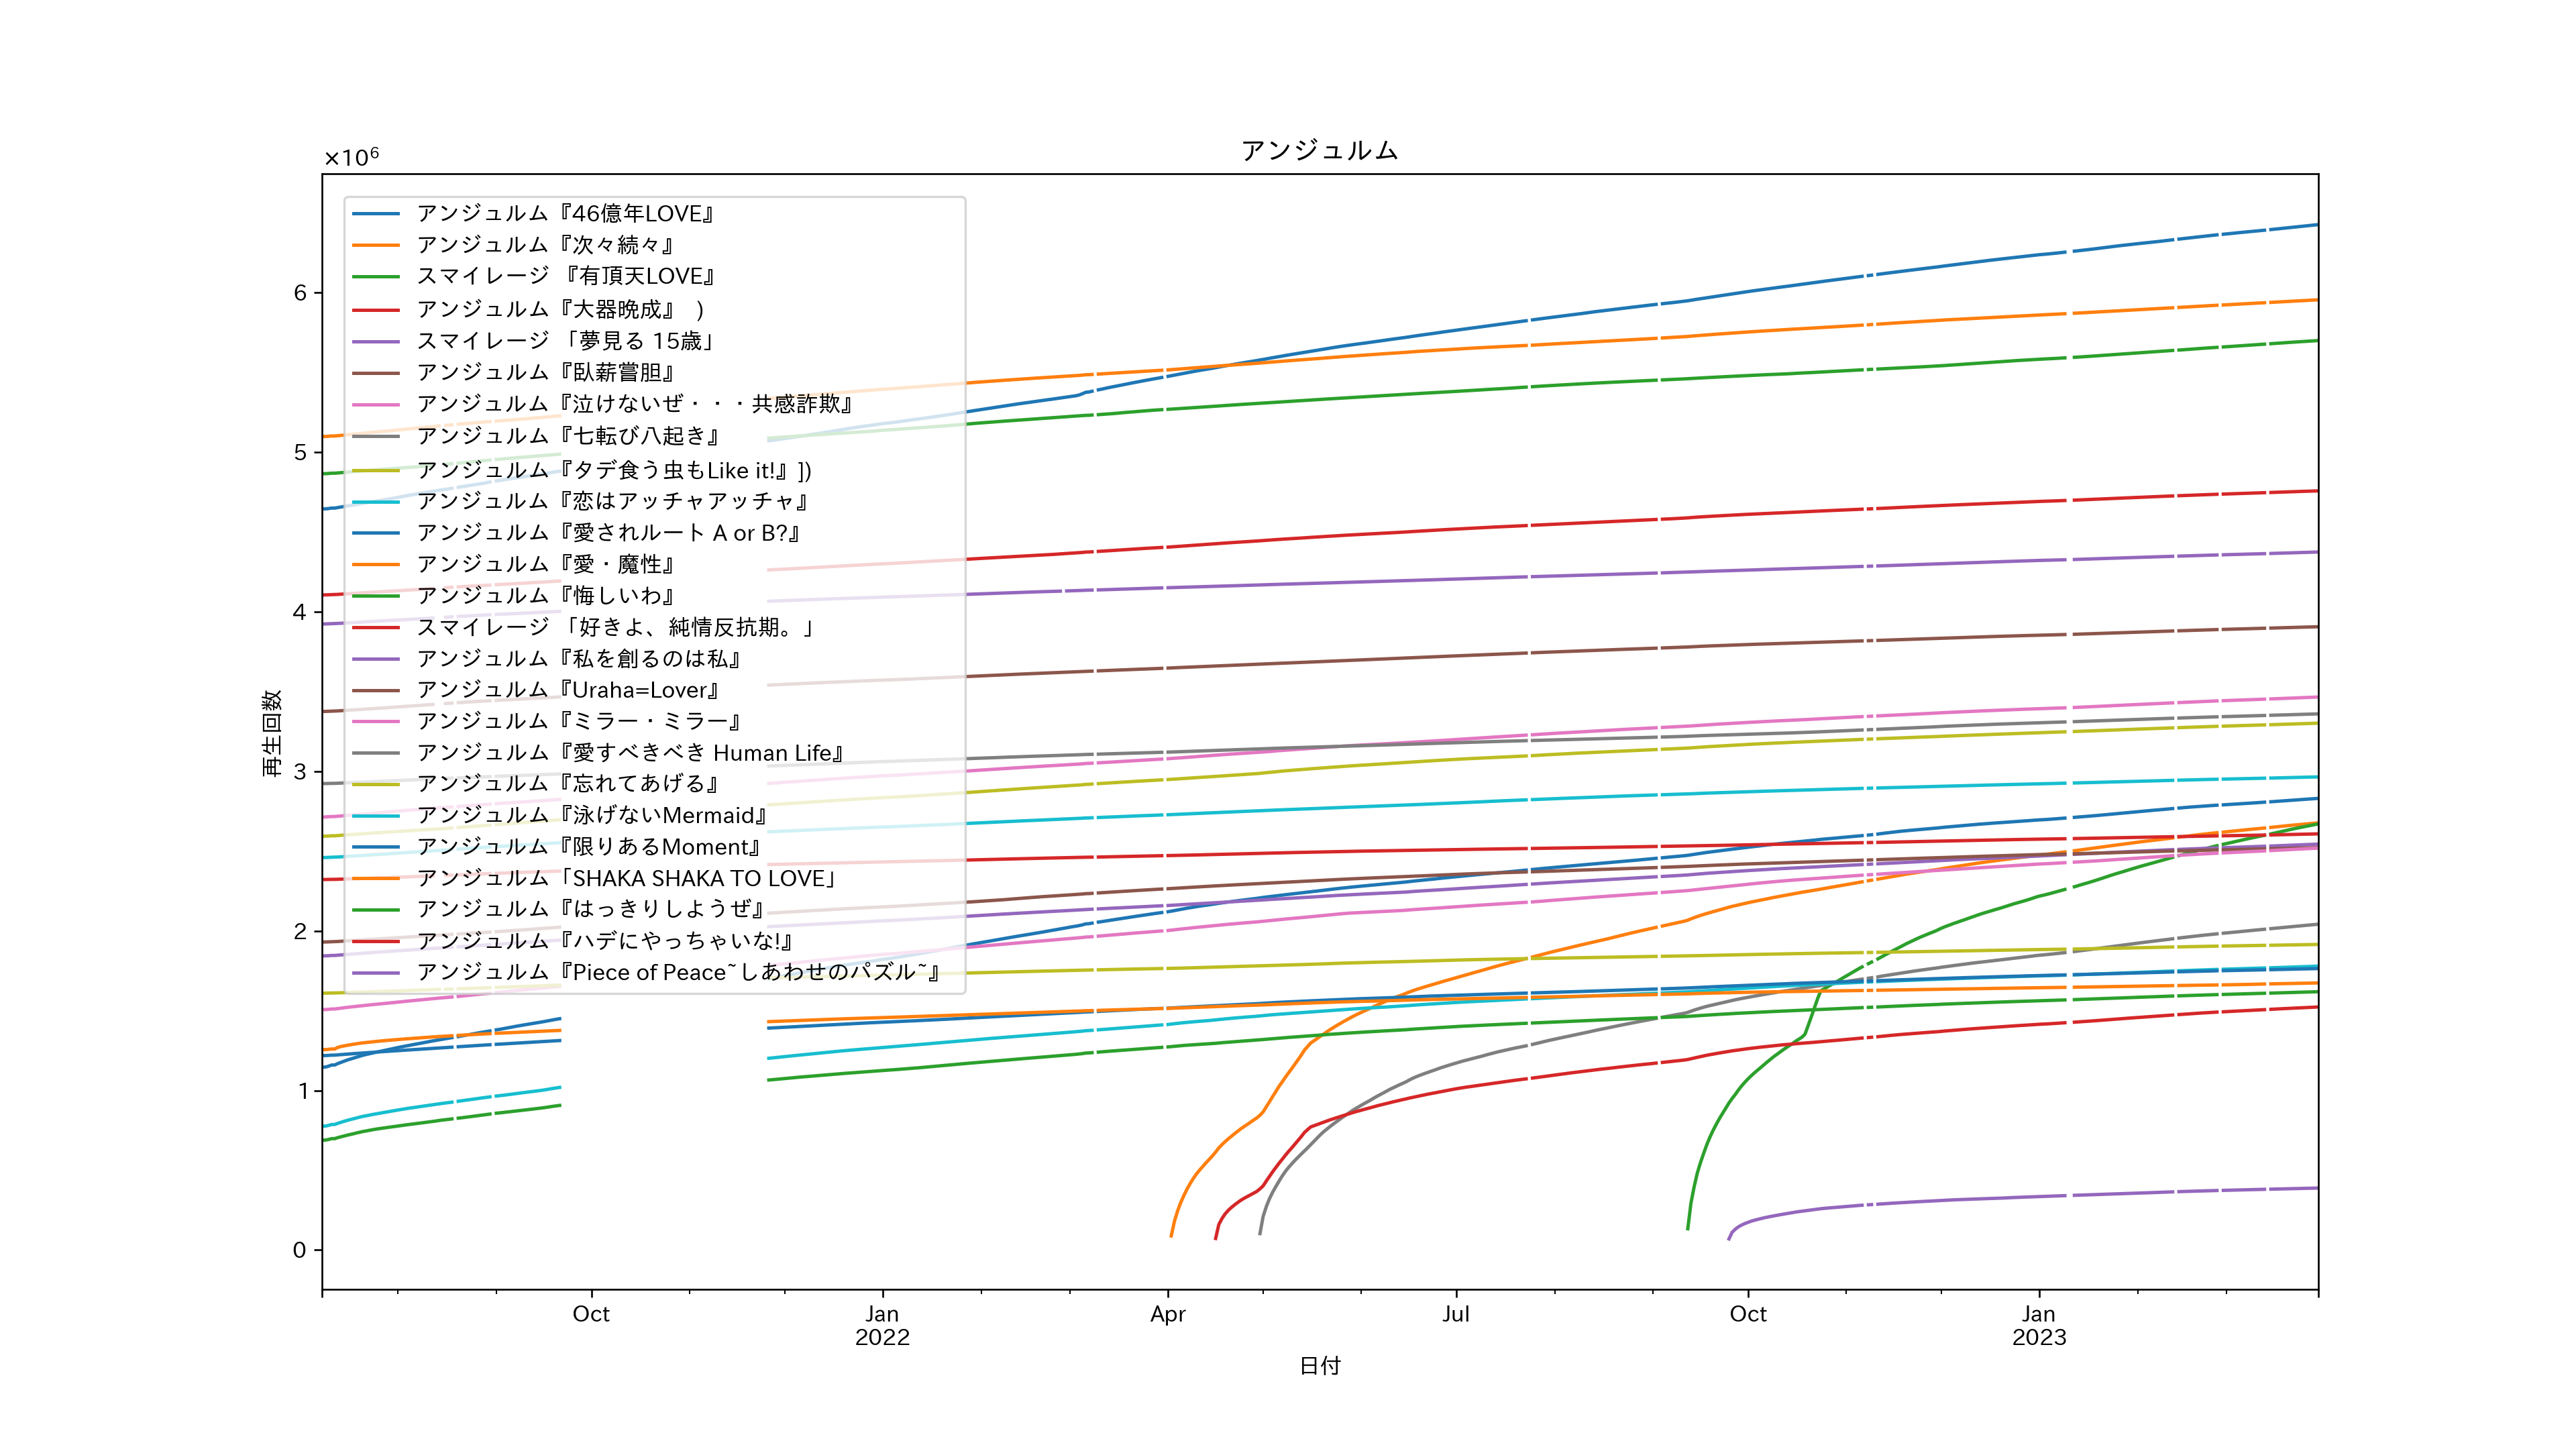 アンジュルム
×10⁶
アンジュルム『46億年LOVE』
アンジュルム『次々続々』
スマイレージ 『有頂天LOVE』
アンジュルム『大器晩成』 )
スマイレージ 「夢見る 15歳」
アンジュルム『臥薪嘗胆』
アンジュルム『泣けないぜ・・・共感詐欺』
アンジュルム『七転び八起き』
アンジュルム『タデ食う虫もLike it!』])
アンジュルム『恋はアッチャアッチャ』
アンジュルム『愛されルート A or B?』
アンジュルム『愛・魔性』
アンジュルム『悔しいわ』
スマイレージ 「好きよ、純情反抗期。」
アンジュルム『私を創るのは私』
アンジュルム『Uraha=Lover』
アンジュルム『ミラー・ミラー』
アンジュルム『愛すべきべき Human Life』
アンジュルム『忘れてあげる』
アンジュルム『泳げないMermaid』
アンジュルム『限りあるMoment』
アンジュルム「SHAKA SHAKA TO LOVE」
アンジュルム『はっきりしようぜ』
アンジュルム『ハデにやっちゃいな!』
アンジュルム『Piece of Peace~しあわせのパズル~』
6
5
4
3
2
1
0
再生回数
Oct
Jan
2022
Apr
Jul
Oct
Jan
2023
日付